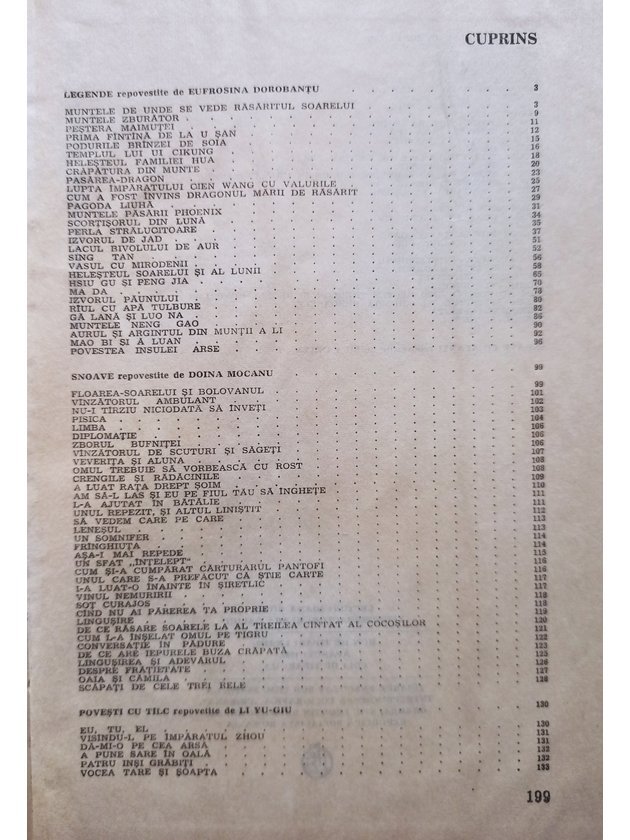 CUPRINS
LEGENDE repovestite de EUFROSINA DOROBANȚU 3
MUNTELE DE UNDE SE VEDE RĂSĂRITUL SOARELUI 3
MUNTELE ZBURĂTOR 9
PEȘTERA MAIMUȚEI 11
PRIMA FÎNTÎNĂ DE LA U ȘAN 12
PODURILE BRÎNZEI DE SOIA 15
TEMPLUL LUI UI CIKUNG 16
HELEȘTEUL FAMILIEI HUA 18
CRĂPĂTURA DIN MUNTE 20
PASĂREA-DRAGON 23
LUPTA ÎMPĂRATULUI CIEN WANG CU VALURILE 25
CUM A FOST ÎNVINS DRAGONUL MĂRII DE RĂSĂRIT 27
PAGODA LIUHĂ 29
MUNTELE PĂSĂRII PHOENIX 31
SCORȚIȘORUL DIN LUNĂ 34
PERLA STRĂLUCITOARE 35
IZVORUL DE JAD 37
LACUL BIVOLULUI DE AUR 51
SING TAN 52
VASUL CU MIRODENII 56
HELEȘTEUL SOARELUI ȘI AL LUNII 58
HSIU GU ȘI PENG JIA 65
MA DA 70
IZVORUL PĂUNULUI 78
RÎUL CU APĂ TULBURE 80
GĂ LANĂ ȘI LUO NA 82
MUNTELE NENG GAO 86
AURUL ȘI ARGINTUL DIN MUNȚII A LI 90
MAO BI ȘI A LUAN 92
POVESTEA INSULEI ARSE 96
SNOAVE repovestite de DOINA MOCANU 99
FLOAREA-SOARELUI ȘI BOLOVANUL 99
VÎNZĂTORUL AMBULANT 101
NU-I TÎRZIU NICIODATĂ SĂ ÎNVEȚI 102
PISICA 103
LIMBA 104
DIPLOMAȚIE 106
ZBORUL BUFNIȚEI 106
VÎNZĂTORUL DE SCUTURI ȘI SĂGEȚI 106
VEVERIȚA ȘI ALUNA 107
OMUL TREBUIE SĂ VORBEASCĂ CU ROST 108
CRENGILE ȘI RĂDĂCINILE 108
A LUAT RAȚA DREPT ȘOIM 109
AM SĂ-L LAS ȘI EU PE FIUL TĂU SĂ ÎNGHEȚE 110
L-A AJUTAT ÎN BĂTĂLIE 111
UNUL REPEZIT, ȘI ALTUL LINIȘTIT 111
SĂ VEDEM CARE PE CARE 112
LENEȘUL 113
UN SOMNIFER 114
FRÎNGHIUȚA 114
AȘA-I MAI REPEDE 115
UN SFAT „ÎNȚELEPT" 116
CUM ȘI-A CUMPĂRAT CĂRTURARUL PANTOFI 116
UNUL CARE S-A PREFĂCUT CĂ ȘTIE CARTE 117
I-A LUAT-O ÎNAINTE ÎN ȘIRETLIC 117
VINUL NEMURIRII 118
SOȚ CURAJOS 118
CÎND NU AI PĂREREA TA PROPRIE
LINGUȘIRE 120
DE CE RĂSARE SOARELE LA AL TREILEA CÎNTAT AL COCOȘILOR 121
CUM L-A ÎNȘELAT OMUL PE TIGRU 122
CONVERSAȚIE ÎN PĂDURE 122
DE CE ARE IEPURELE BUZA CRĂPATĂ 123
LINGUȘIREA ȘI ADEVĂRUL 125
DESPRE FRĂȚIETATE 126
OAIA ȘI CĂMILA 127
SCĂPAȚI DE CELE TREI RELE 128
POVEȘTI CU TÎLC repovestite de LI YU-GIU 130
EU, TU, EL 130
VISÎNDU-L PE ÎMPĂRATUL ZHOU 131
DĂ-MI-O PE CEA ARSĂ 131
A PUNE SARE ÎN OALĂ 132
PATRU INȘI GRĂBIȚI 132
VOCEA TARE ȘI ȘOAPTA 133
199